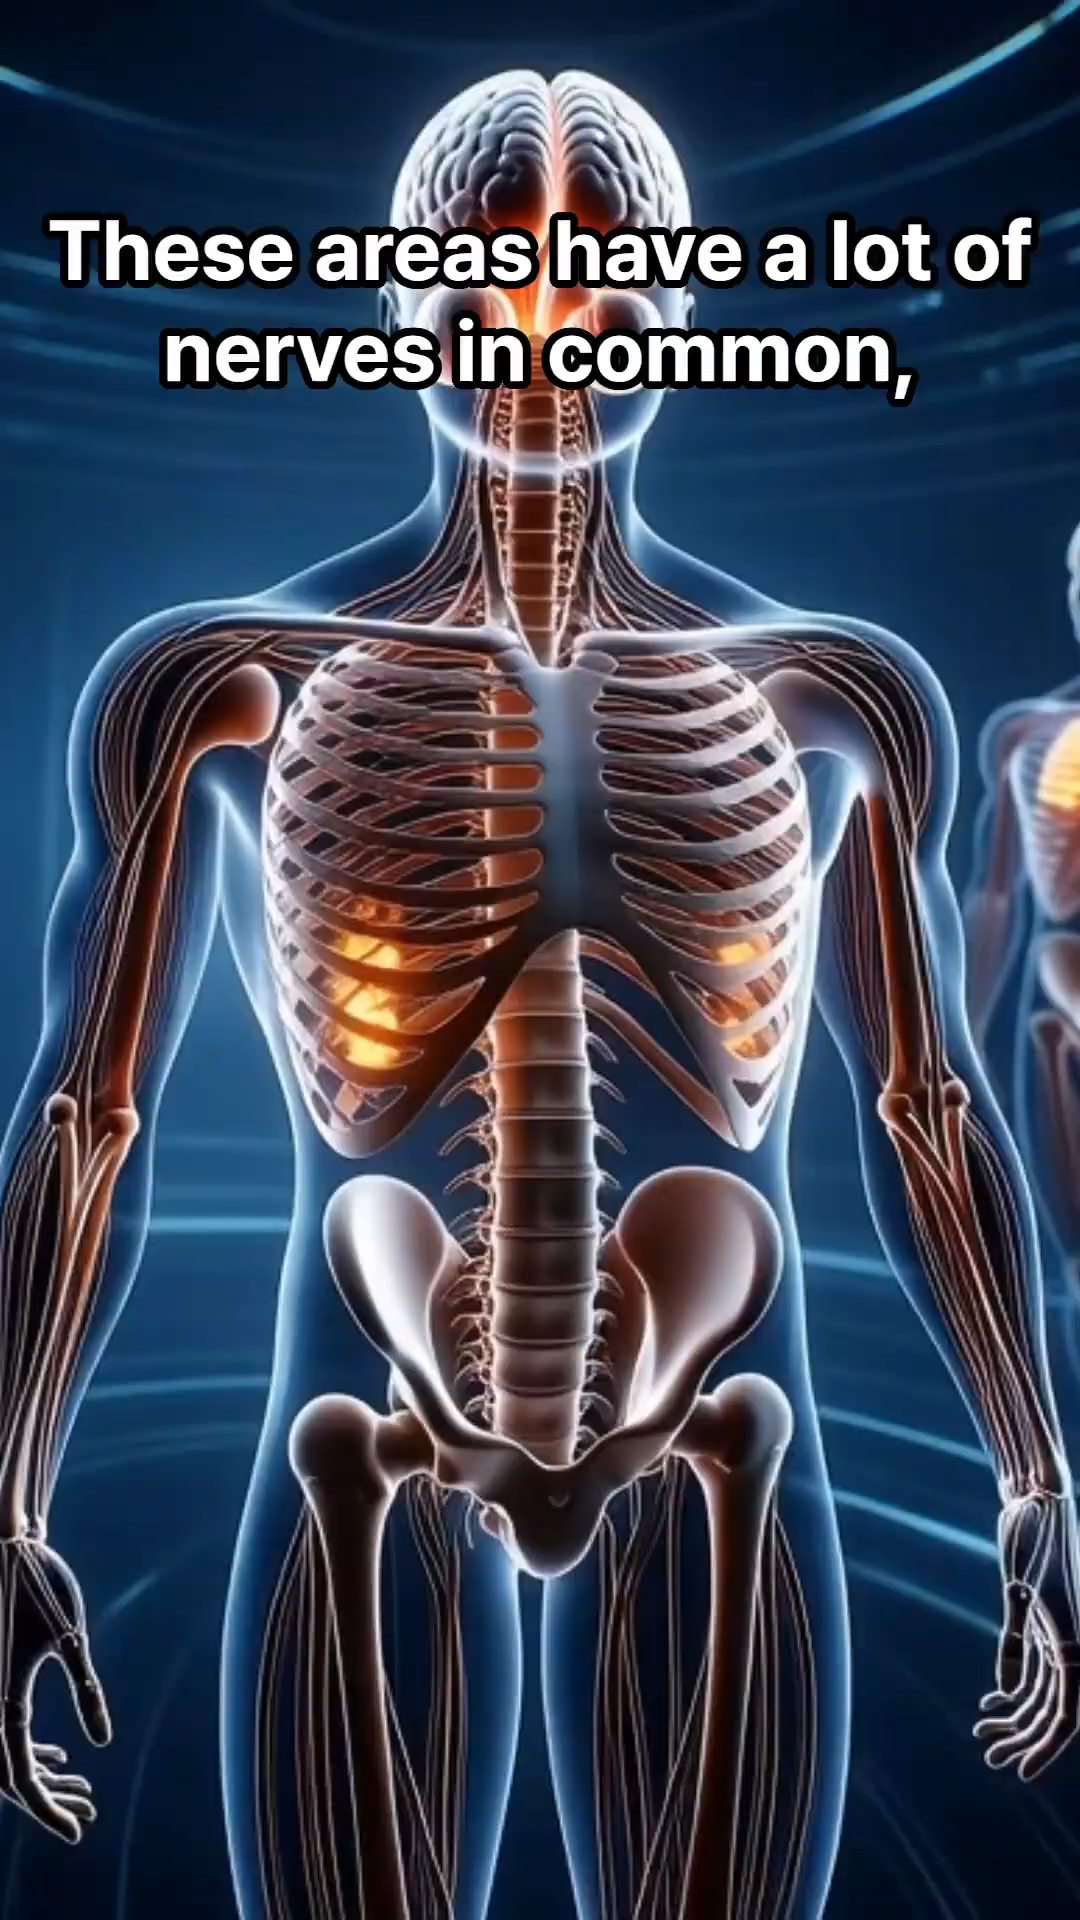 These areas have a lot of
nerves in common,